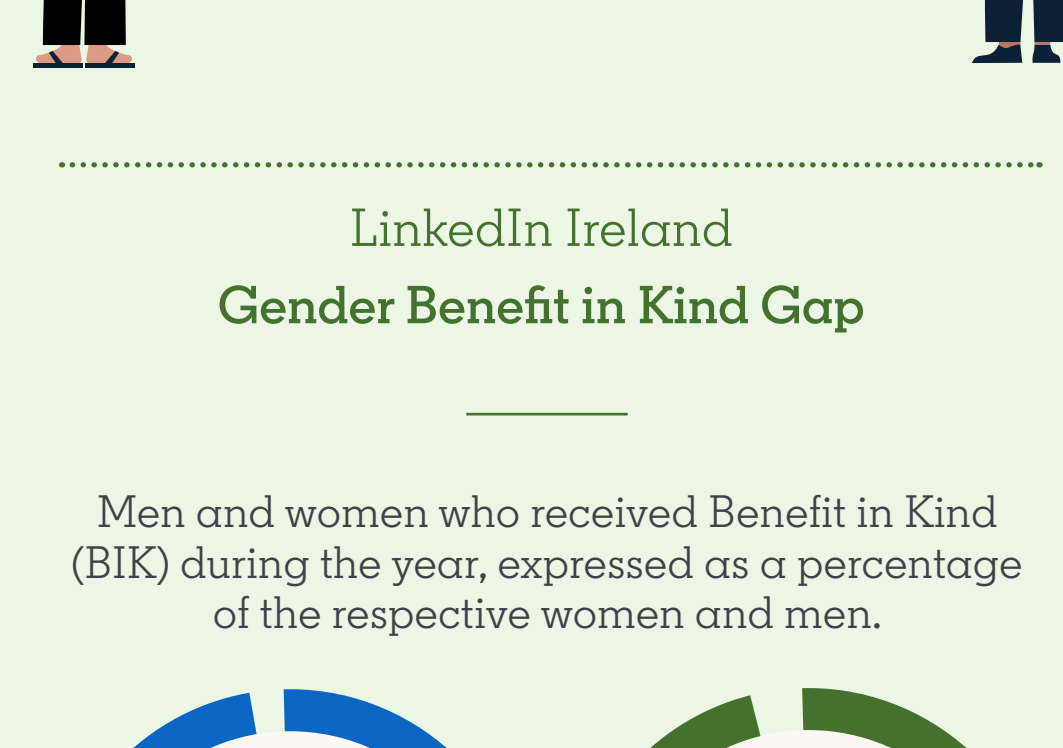 LinkedIn Ireland
Gender Benefit in Kind Gap
Men and women who received Benefit in Kind
(BIK) during the year, expressed as a percentage
of the respective women and men.